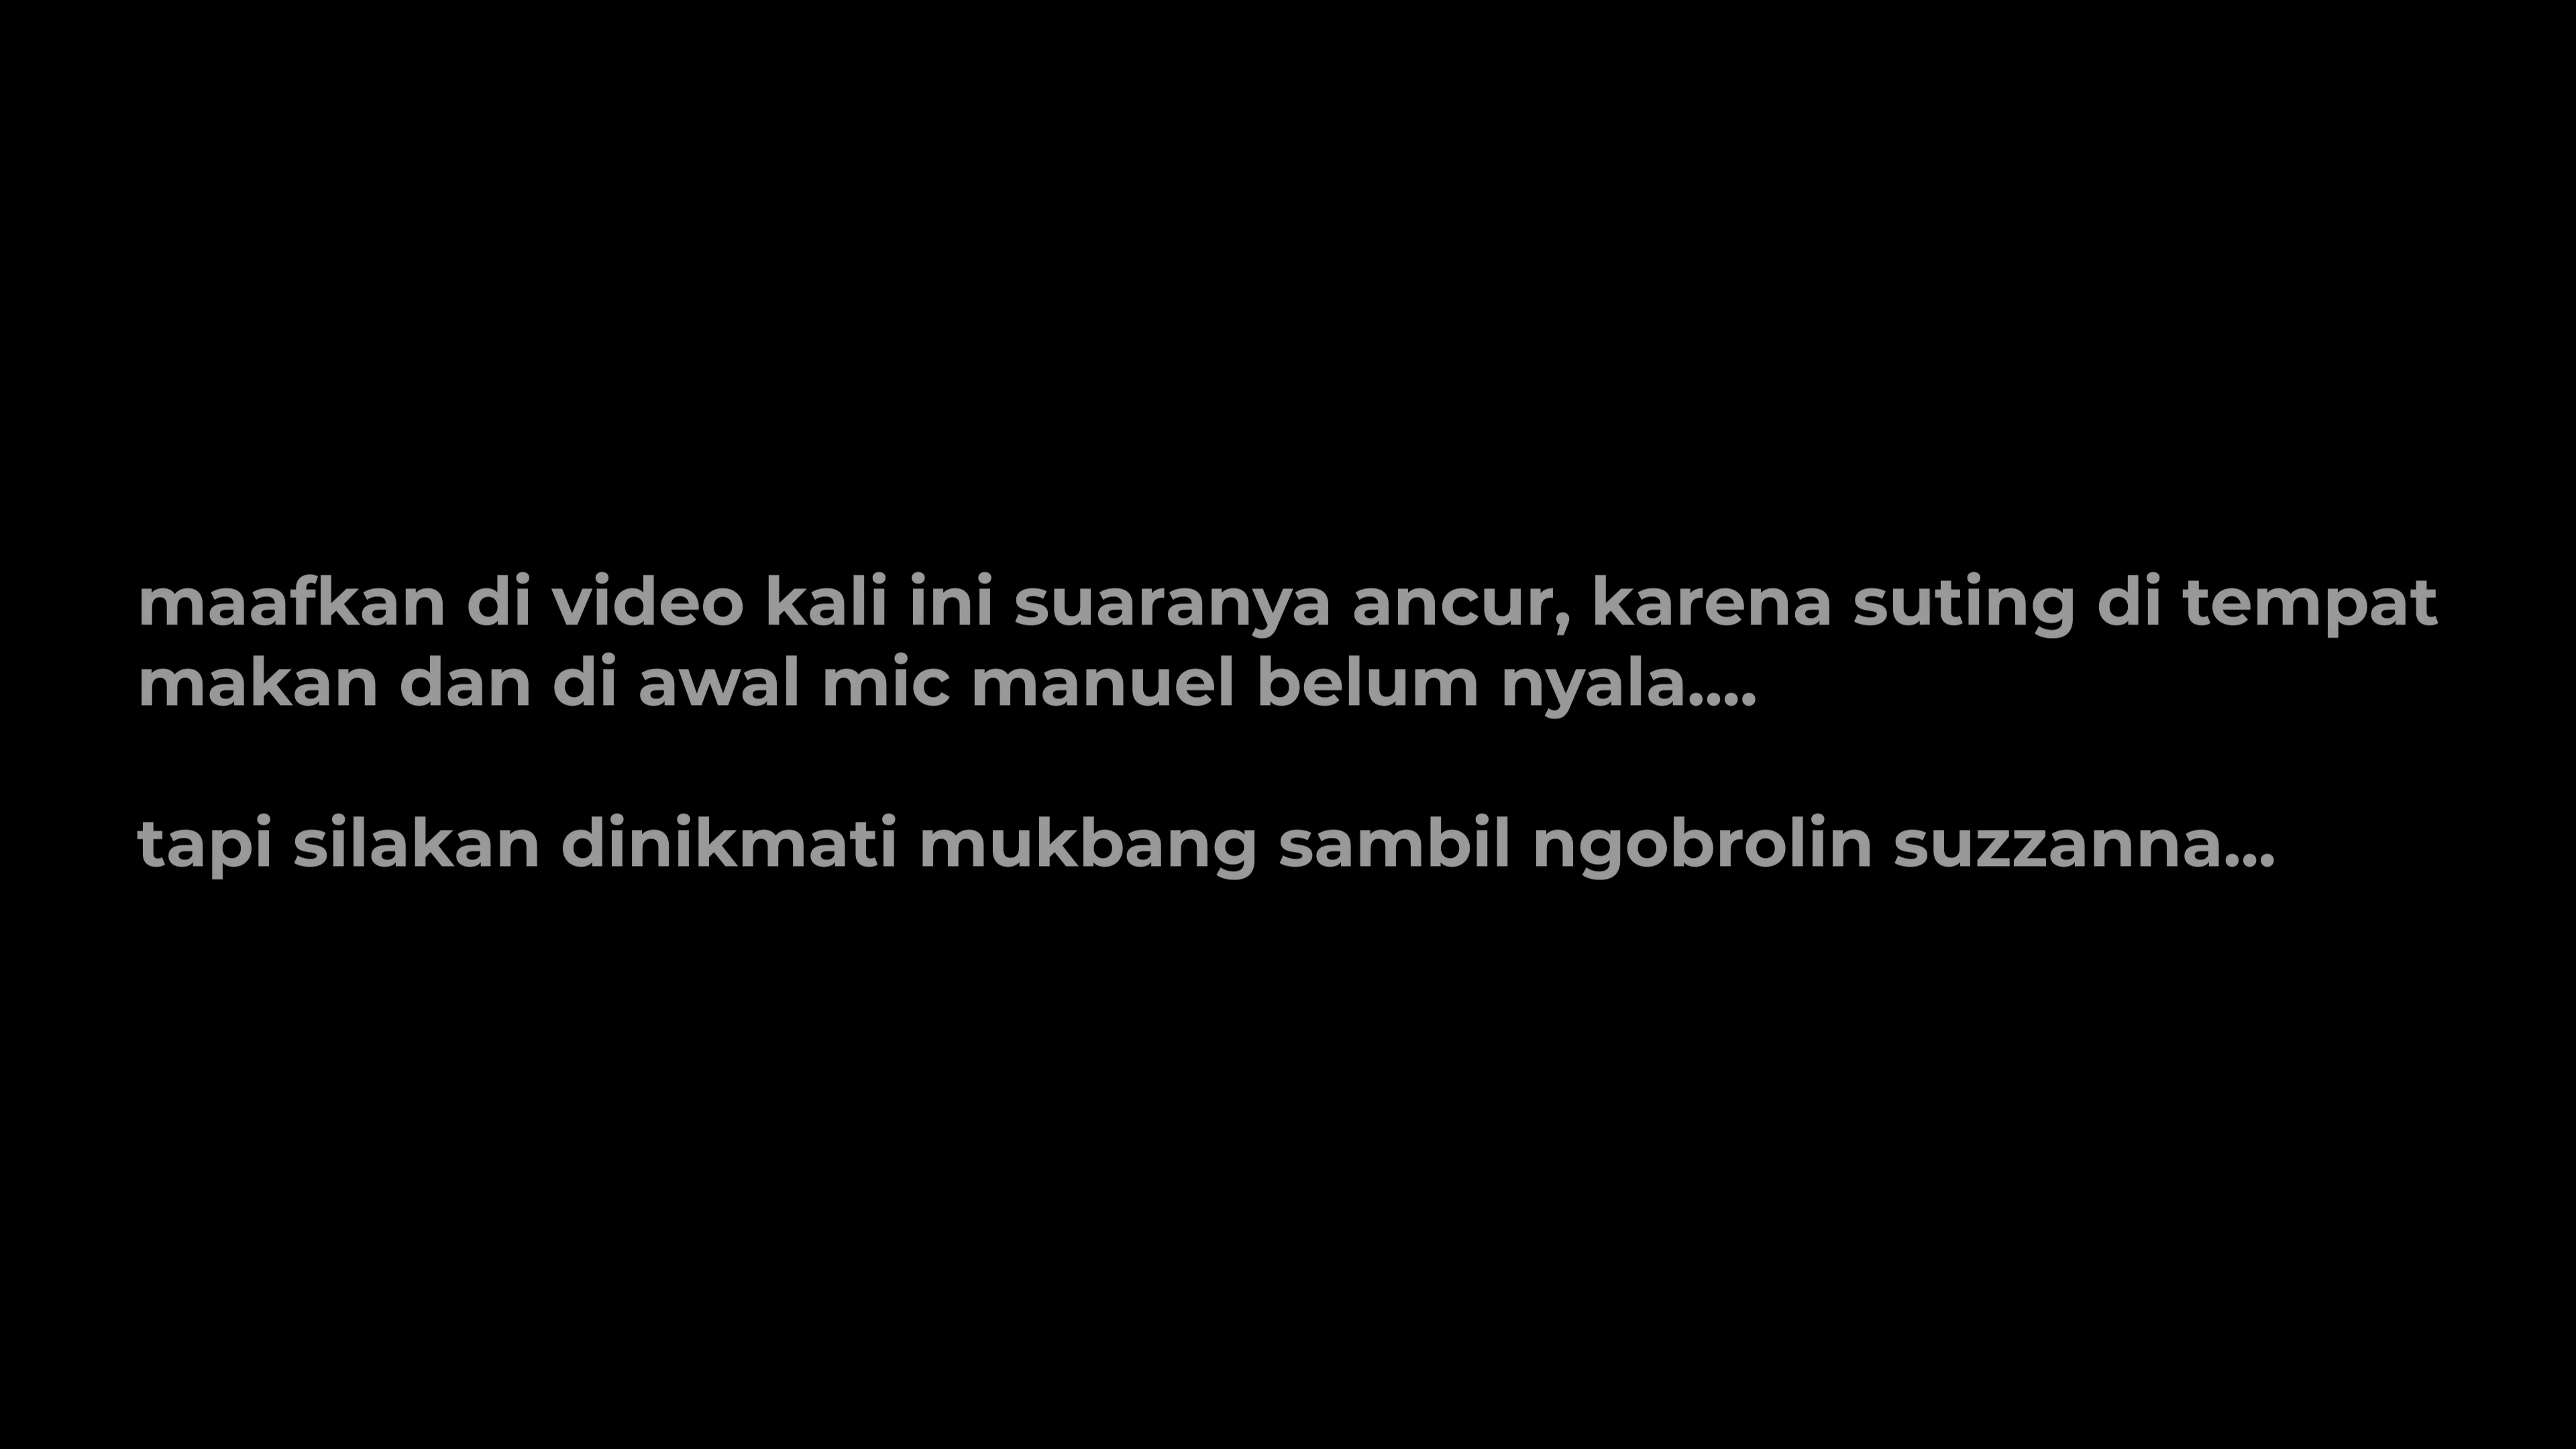 maafkan di video kali ini suaranya ancur, karena suting di tempat
makan dan di awal mic manuel belum nyala....
tapi silakan dinikmati mukbang sambil ngobrolin suzzanna...